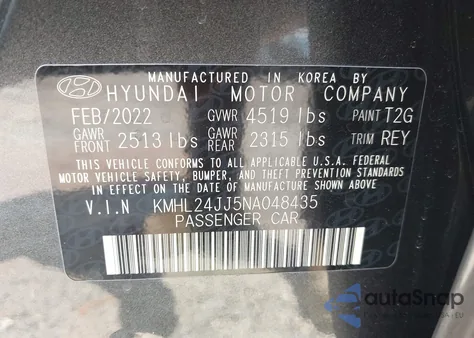 MANUFACTURED IN KOREA BY
HYUNDAI MOTOR COMPANY
FEB/2022 GVWR 4519 lbs PAINT T2G
GAWR FRONT 2513 lbs GAWR REAR 2315 lbs TRIM REY
THIS VEHICLE CONFORMS TO ALL APPLICABLE U.S.A. FEDERAL
MOTOR VEHICLE SAFETY, BUMPER, AND THEFT PREVENTION STANDARDS
IN EFFECT ON THE DATE OF MANUFACTURE SHOWN ABOVE.
V.I.N KMHL24JJ5NA048435
PASSENGER CAR
autoSnap